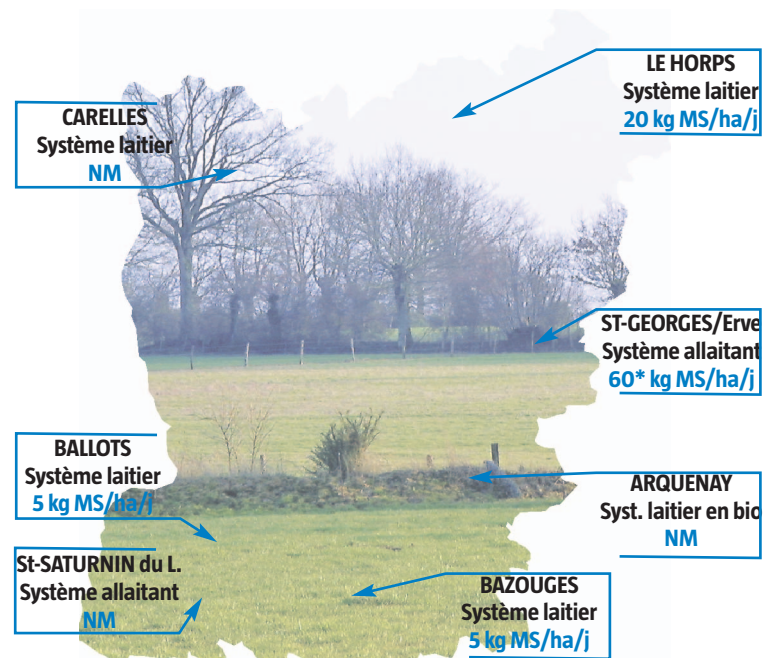 LE HORPS
Système laitier
20 kg MS/ha/j
CARELLES
Système laitier
NM
ST-GEORGES/Erve
Système allaitant
60* kg MS/ha/j
BALLOTS
Système laitier
5 kg MS/ha/j
ARQUENAY
Syst. laitier en bio
NM
St-SATURNIN du L.
Système allaitant
NM
BAZOUGES
Système laitier
5 kg MS/ha/j